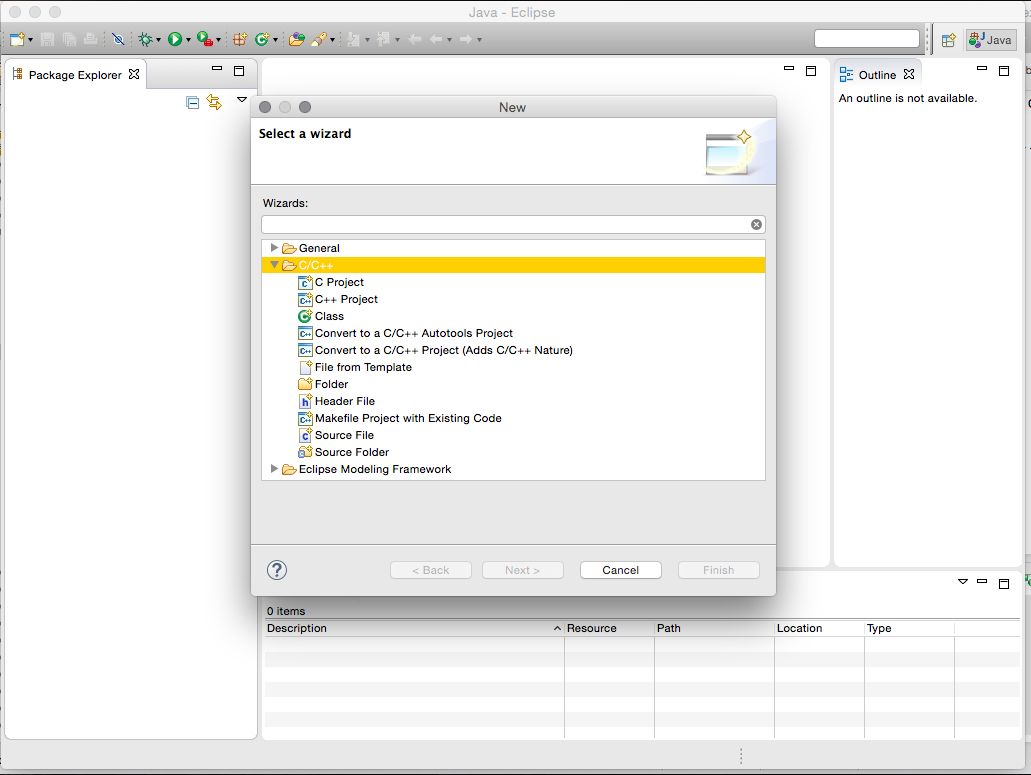 Java - Eclipse
Java
Package Explorer
Outline
An outline is not available.
New
Select a wizard
Wizards:
General
C/C++
C Project
C++ Project
Class
Convert to a C/C++ Autotools Project
Convert to a C/C++ Project (Adds C/C++ Nature)
File from Template
Folder
Header File
Makefile Project with Existing Code
Source File
Source Folder
Eclipse Modeling Framework
?
< Back
Next >
Cancel
Finish
0 items
Description
Resource
Path
Location
Type